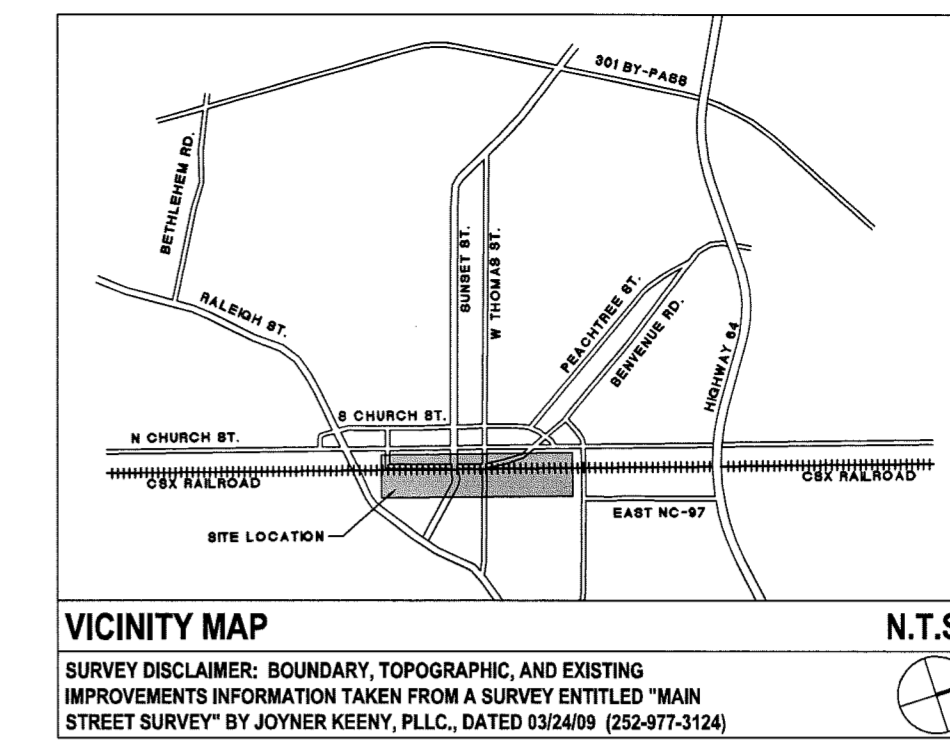 301 BY-PASS
BETHLEHEM RD.
SUNSET ST.
W THOMAS ST.
PEACHTREE ST.
BENVENUE RD.
RALEIGH ST.
HIGHWAY 64
S CHURCH ST.
N CHURCH ST.
CSX RAILROAD
CSX RAILROAD
EAST NC-97
SITE LOCATION
VICINITY MAP
N.T.S
SURVEY DISCLAIMER: BOUNDARY, TOPOGRAPHIC, AND EXISTING
IMPROVEMENTS INFORMATION TAKEN FROM A SURVEY ENTITLED "MAIN
STREET SURVEY" BY JOYNER KEENY, PLLC., DATED 03/24/09 (252-977-3124)